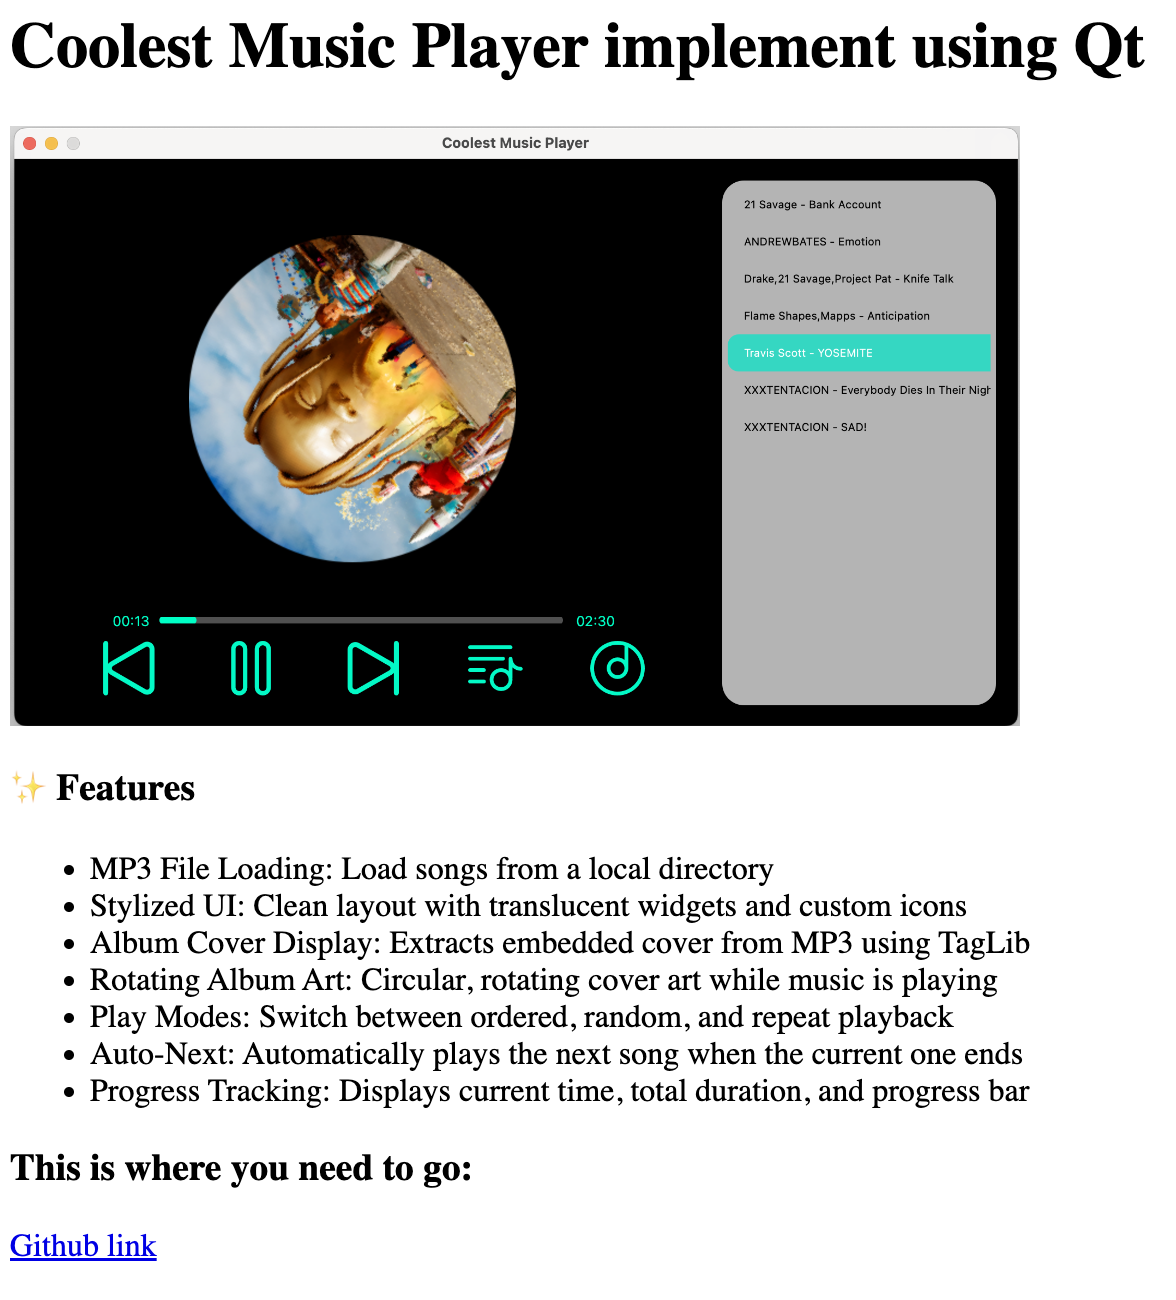 Coolest Music Player implement using Qt
Coolest Music Player
21 Savage - Bank Account
ANDREWBATES - Emotion
Drake,21 Savage,Project Pat - Knife Talk
Flame Shapes,Mapps - Anticipation
Travis Scott - YOSEMITE
XXXTENTACION - Everybody Dies In Their Nigh
XXXTENTACION - SAD!
00:13 02:30
✨ Features
• MP3 File Loading: Load songs from a local directory
• Stylized UI: Clean layout with translucent widgets and custom icons
• Album Cover Display: Extracts embedded cover from MP3 using TagLib
• Rotating Album Art: Circular, rotating cover art while music is playing
• Play Modes: Switch between ordered, random, and repeat playback
• Auto-Next: Automatically plays the next song when the current one ends
• Progress Tracking: Displays current time, total duration, and progress bar
This is where you need to go:
Github link